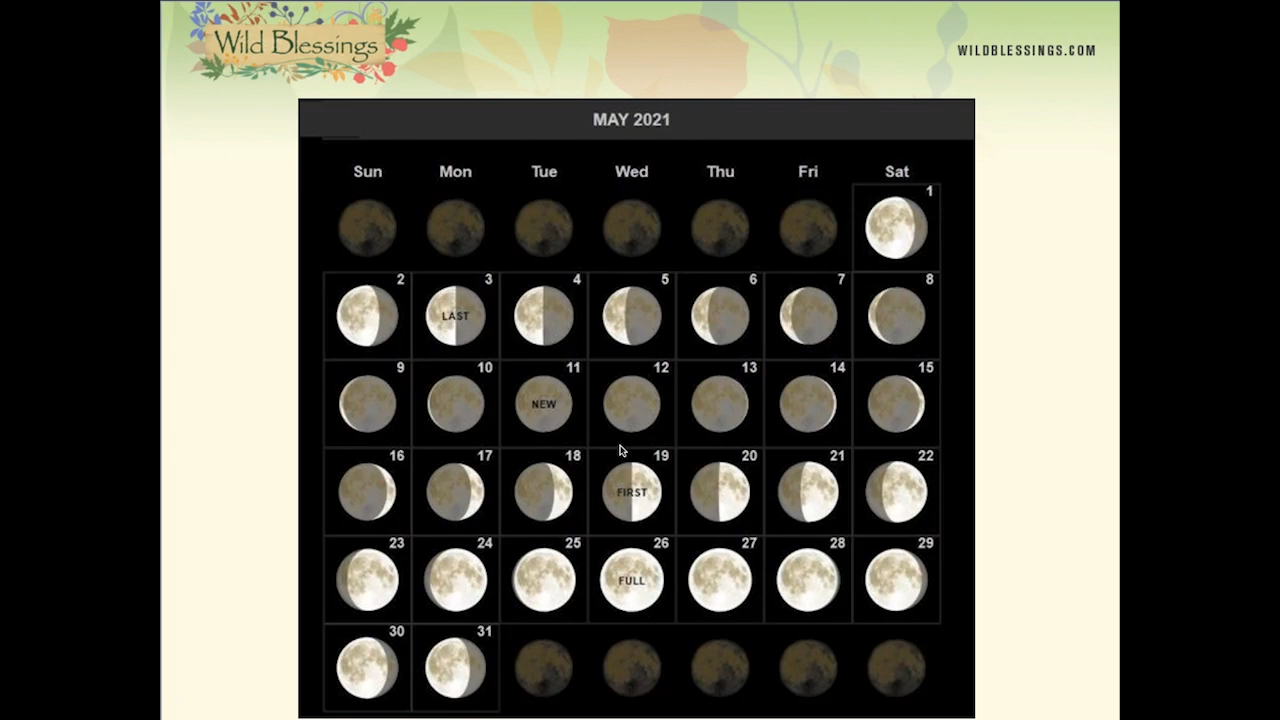 Wild Blessings
WILDBLESSINGS.COM
MAY 2021
Sun Mon Tue Wed Thu Fri Sat
1
2 3 4 5 6 7 8
LAST
9 10 11 12 13 14 15
NEW
16 17 18 19 20 21 22
FIRST
23 24 25 26 27 28 29
FULL
30 31